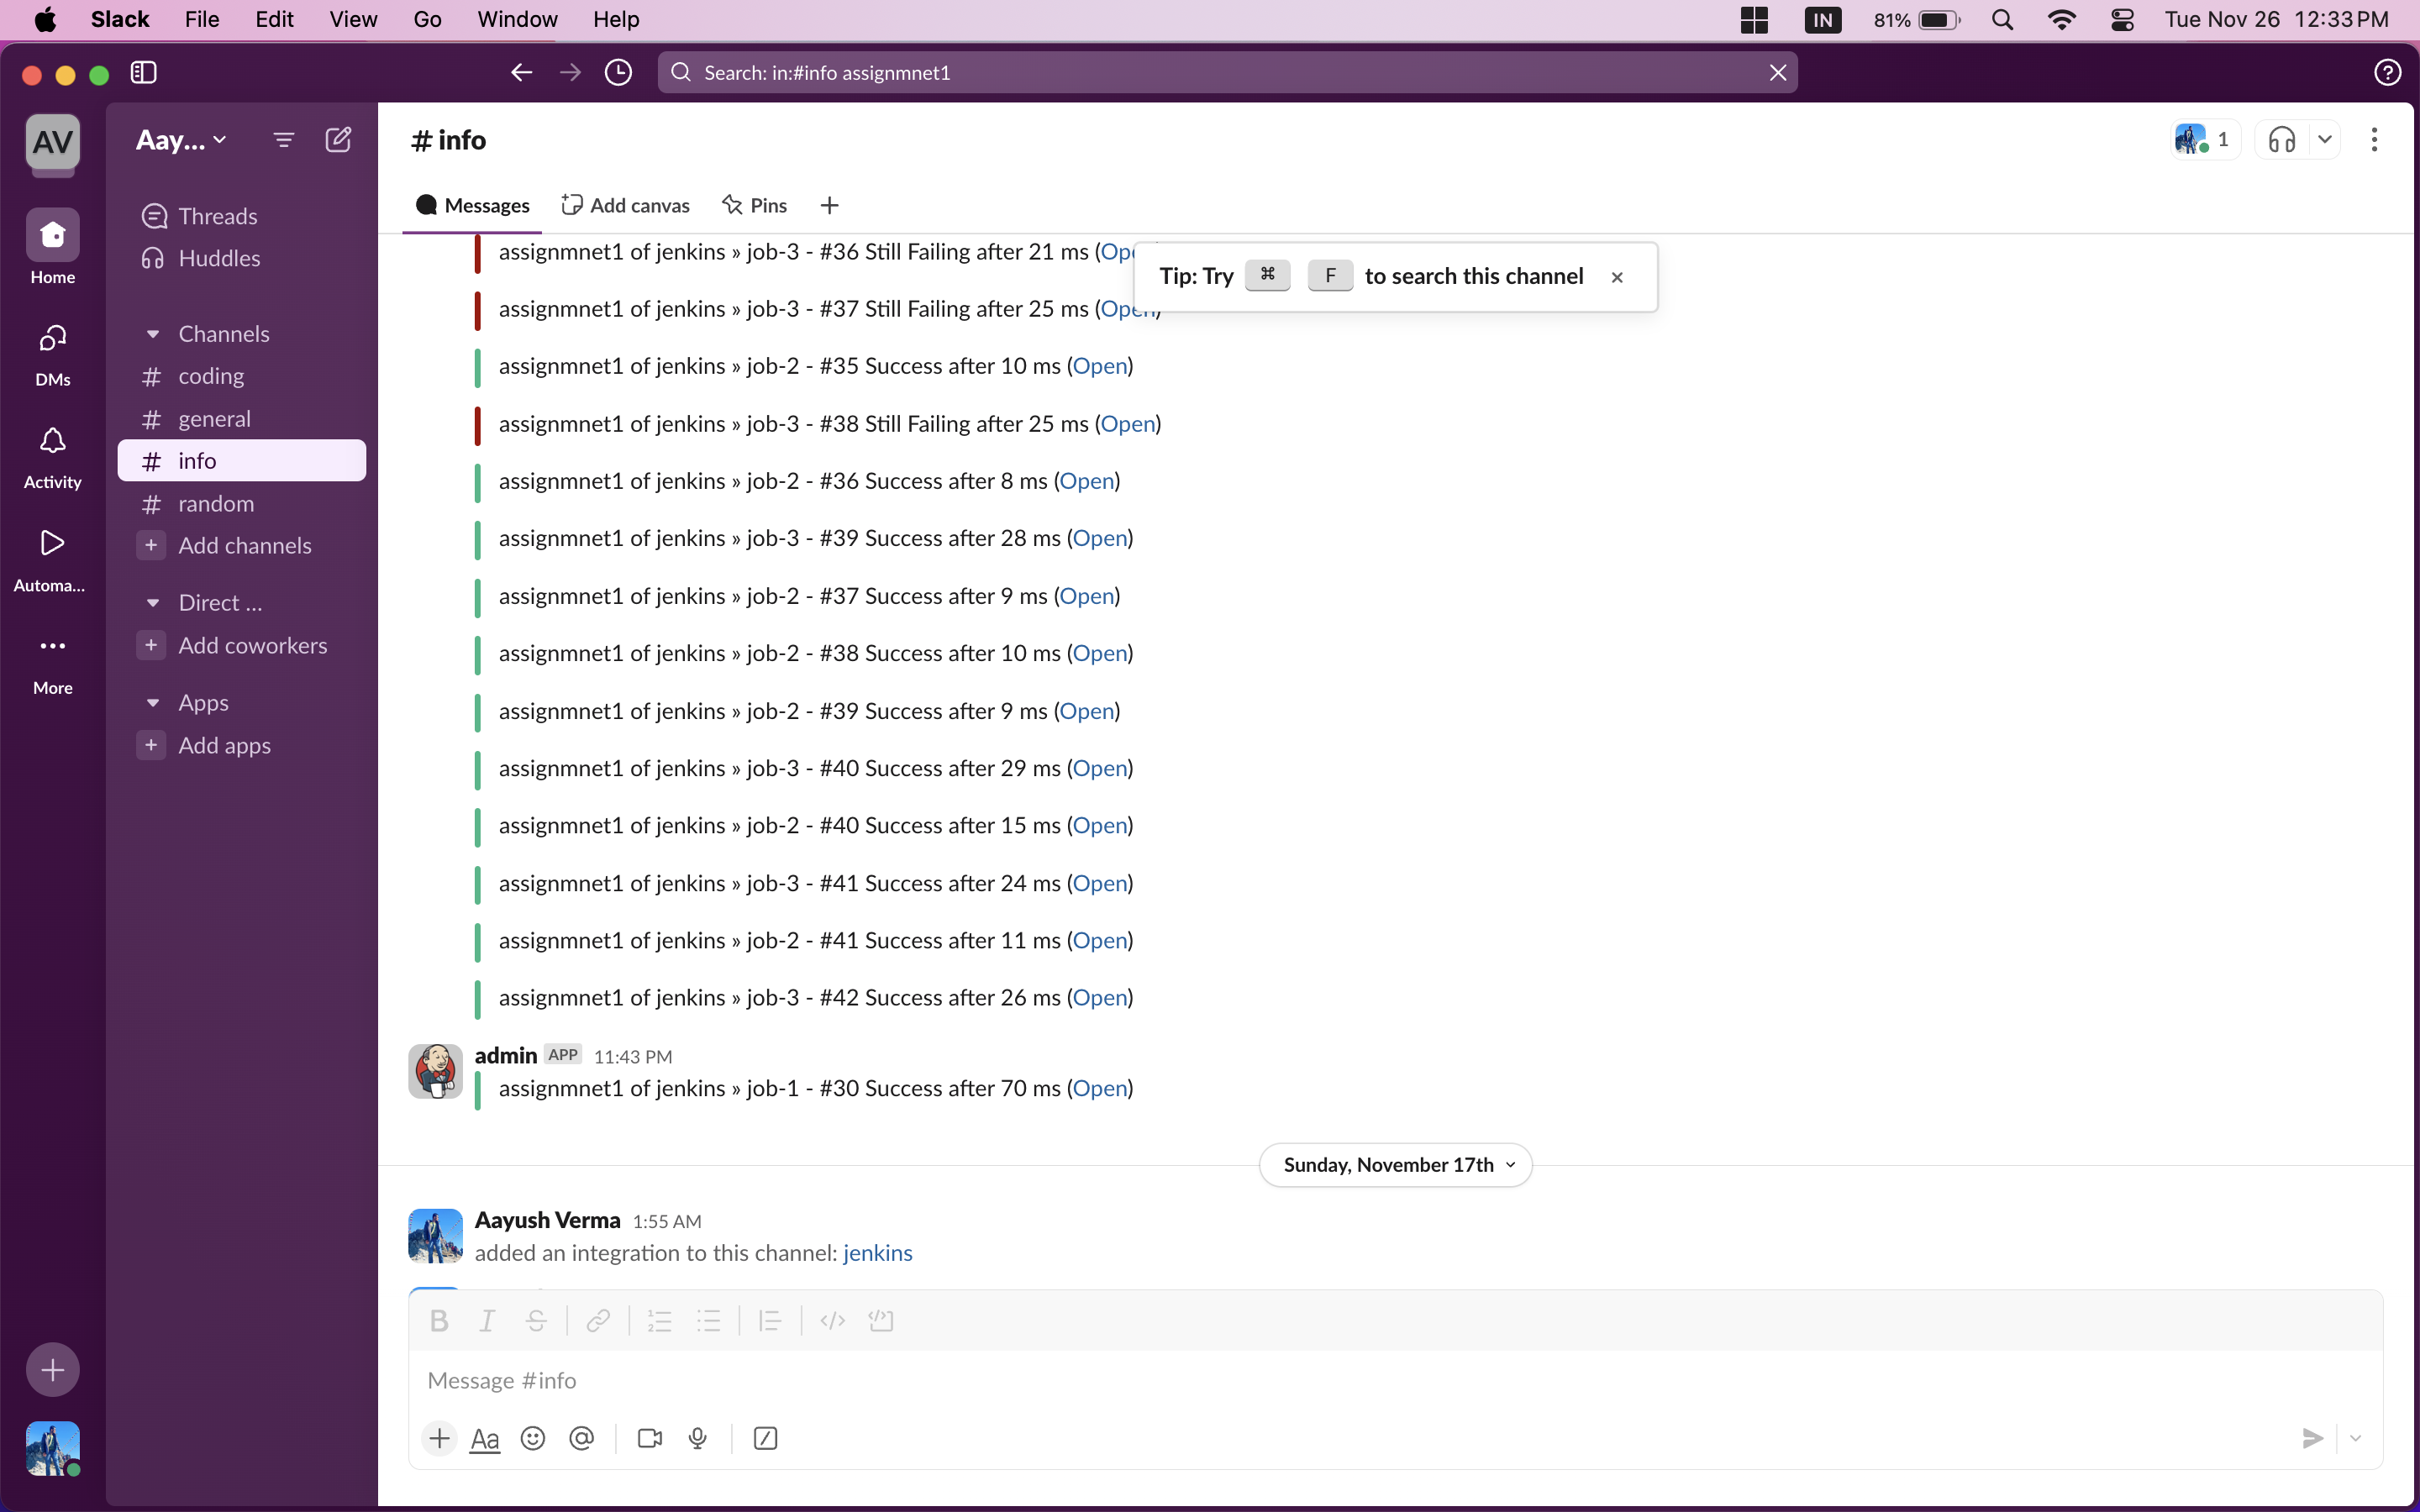 Slack File Edit View Go Window Help IN 81% Tue Nov 26 12:33 PM
Search: in:#info assignmnet1
AV
Home
DMs
Activity
Automa...
More
Aay...
Threads
Huddles
Channels
# coding
# general
# info
# random
+ Add channels
Direct ...
+ Add coworkers
Apps
+ Add apps
# info
1
Messages Add canvas Pins +
Tip: Try ⌘ F to search this channel ×
assignmnet1 of jenkins » job-3 - #36 Still Failing after 21 ms (Open
assignmnet1 of jenkins » job-3 - #37 Still Failing after 25 ms (Open)
assignmnet1 of jenkins » job-2 - #35 Success after 10 ms (Open)
assignmnet1 of jenkins » job-3 - #38 Still Failing after 25 ms (Open)
assignmnet1 of jenkins » job-2 - #36 Success after 8 ms (Open)
assignmnet1 of jenkins » job-3 - #39 Success after 28 ms (Open)
assignmnet1 of jenkins » job-2 - #37 Success after 9 ms (Open)
assignmnet1 of jenkins » job-2 - #38 Success after 10 ms (Open)
assignmnet1 of jenkins » job-2 - #39 Success after 9 ms (Open)
assignmnet1 of jenkins » job-3 - #40 Success after 29 ms (Open)
assignmnet1 of jenkins » job-2 - #40 Success after 15 ms (Open)
assignmnet1 of jenkins » job-3 - #41 Success after 24 ms (Open)
assignmnet1 of jenkins » job-2 - #41 Success after 11 ms (Open)
assignmnet1 of jenkins » job-3 - #42 Success after 26 ms (Open)
admin APP 11:43 PM
assignmnet1 of jenkins » job-1 - #30 Success after 70 ms (Open)
Sunday, November 17th
Aayush Verma 1:55 AM
added an integration to this channel: jenkins
Message #info
Aa